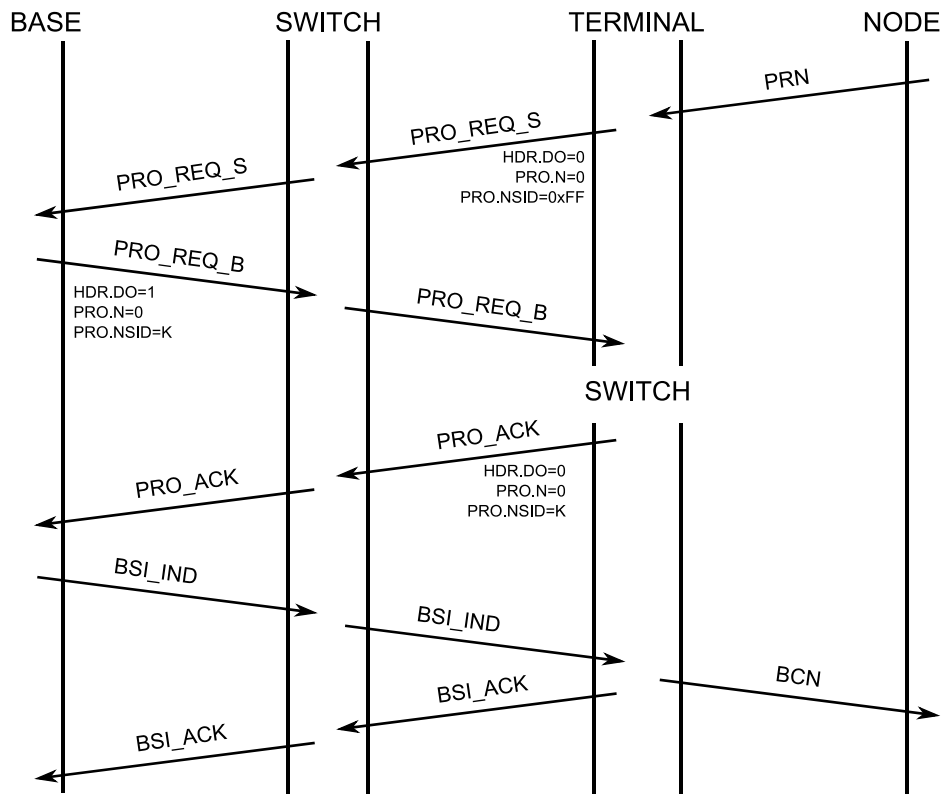 BASE
SWITCH
TERMINAL
NODE
PRN
PRO_REQ_S
HDR.DO=0
PRO.N=0
PRO.NSID=0xFF
PRO_REQ_S
PRO_REQ_B
HDR.DO=1
PRO.N=0
PRO.NSID=K
PRO_REQ_B
SWITCH
PRO_ACK
HDR.DO=0
PRO.N=0
PRO.NSID=K
PRO_ACK
BSI_IND
BSI_IND
BCN
BSI_ACK
BSI_ACK